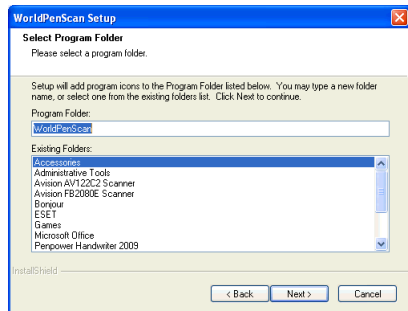 WorldPenScan Setup
Select Program Folder
Please select a program folder.
Setup will add program icons to the Program Folder listed below.  You may type a new folder
name, or select one from the existing folders list.  Click Next to continue.
Program Folder:
WorldPenScan
Existing Folders:
Accessories
Administrative Tools
Avision AV122C2 Scanner
Avision FB2080E Scanner
Bonjour
ESET
Games
Microsoft Office
Penpower Handwriter 2009
InstallShield
< Back Next > Cancel